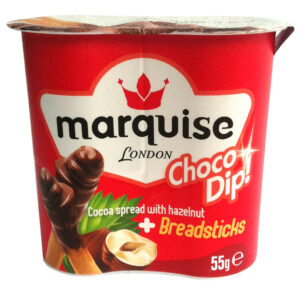 marquise
LONDON
Choco
Dip!
Cocoa spread with hazelnut
+ Breadsticks
55g ℮